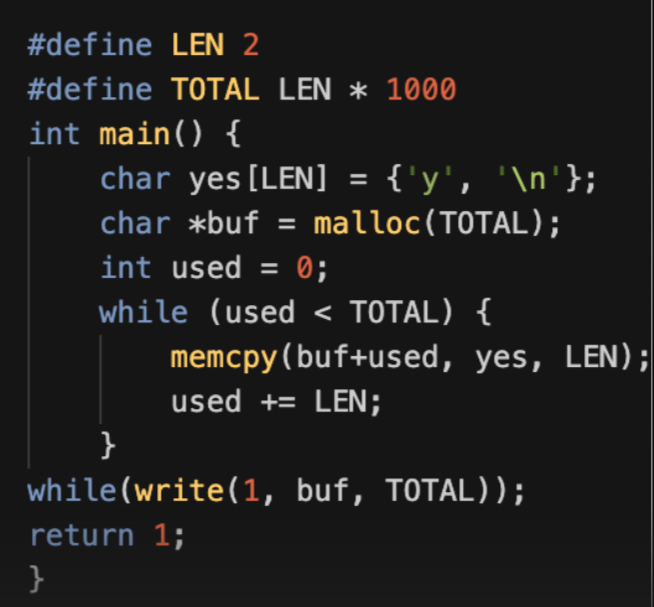 #define LEN 2
#define TOTAL LEN * 1000
int main() {
    char yes[LEN] = {'y', '\n'};
    char *buf = malloc(TOTAL);
    int used = 0;
    while (used < TOTAL) {
        memcpy(buf+used, yes, LEN);
        used += LEN;
    }
while(write(1, buf, TOTAL));
return 1;
}